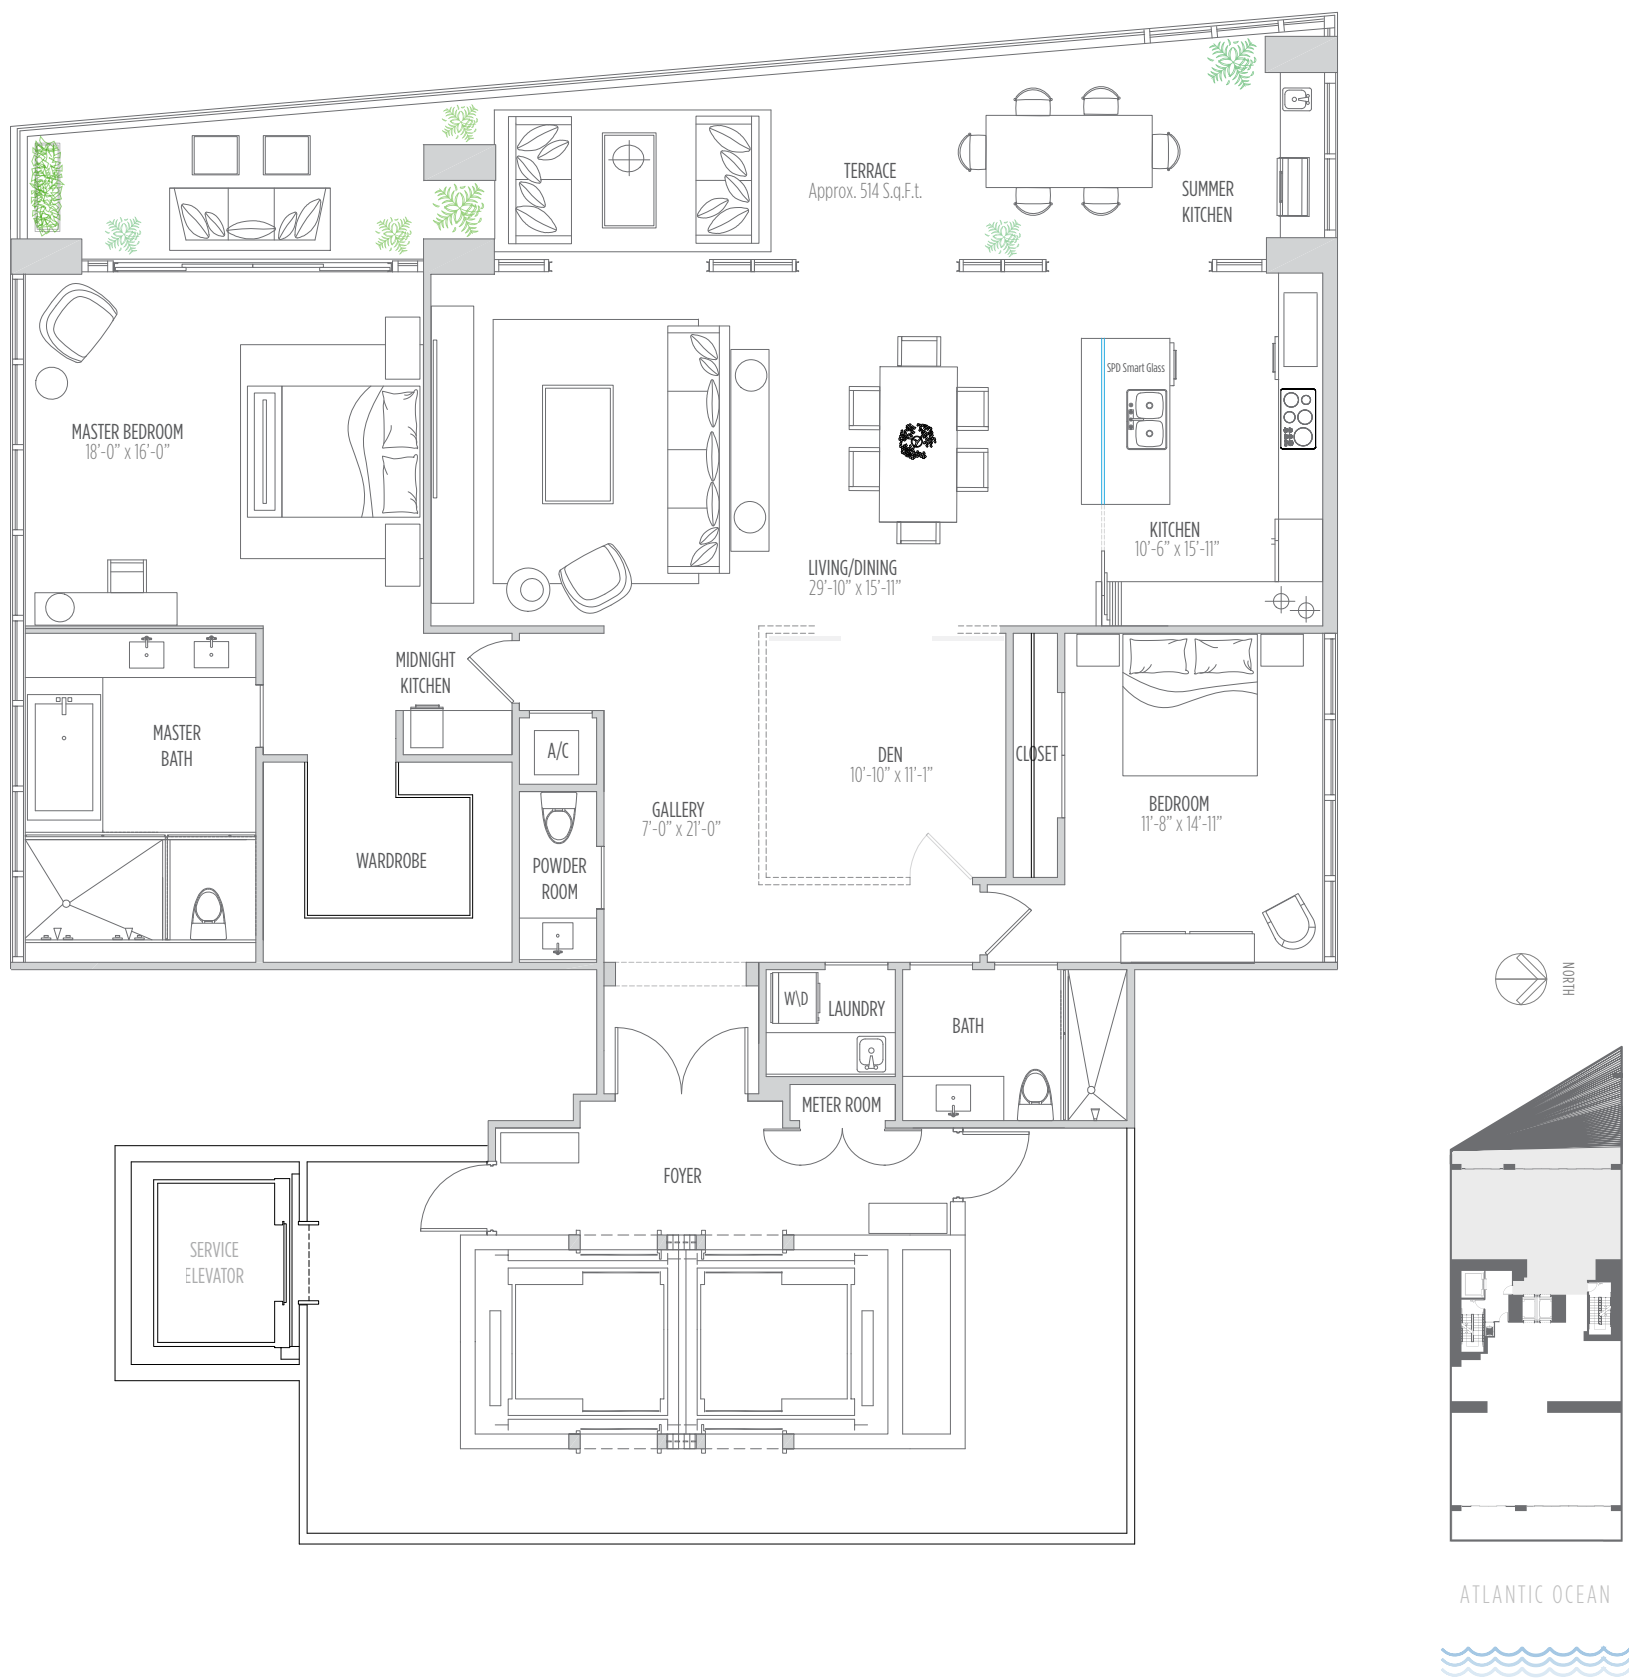 TERRACE
Approx. 514 S.q.F.t.
SUMMER
KITCHEN
SPD Smart Glass
MASTER BEDROOM
18'-0" x 16'-0"
KITCHEN
10'-6" x 15'-11"
LIVING/DINING
29'-10" x 15'-11"
MIDNIGHT
KITCHEN
MASTER
BATH
A/C
DEN
10'-10" x 11'-1"
CLOSET
GALLERY
7'-0" x 21'-0"
BEDROOM
11'-8" x 14'-11"
WARDROBE
POWDER
ROOM
W\D
LAUNDRY
BATH
NORTH
METER ROOM
FOYER
SERVICE
ELEVATOR
ATLANTIC OCEAN